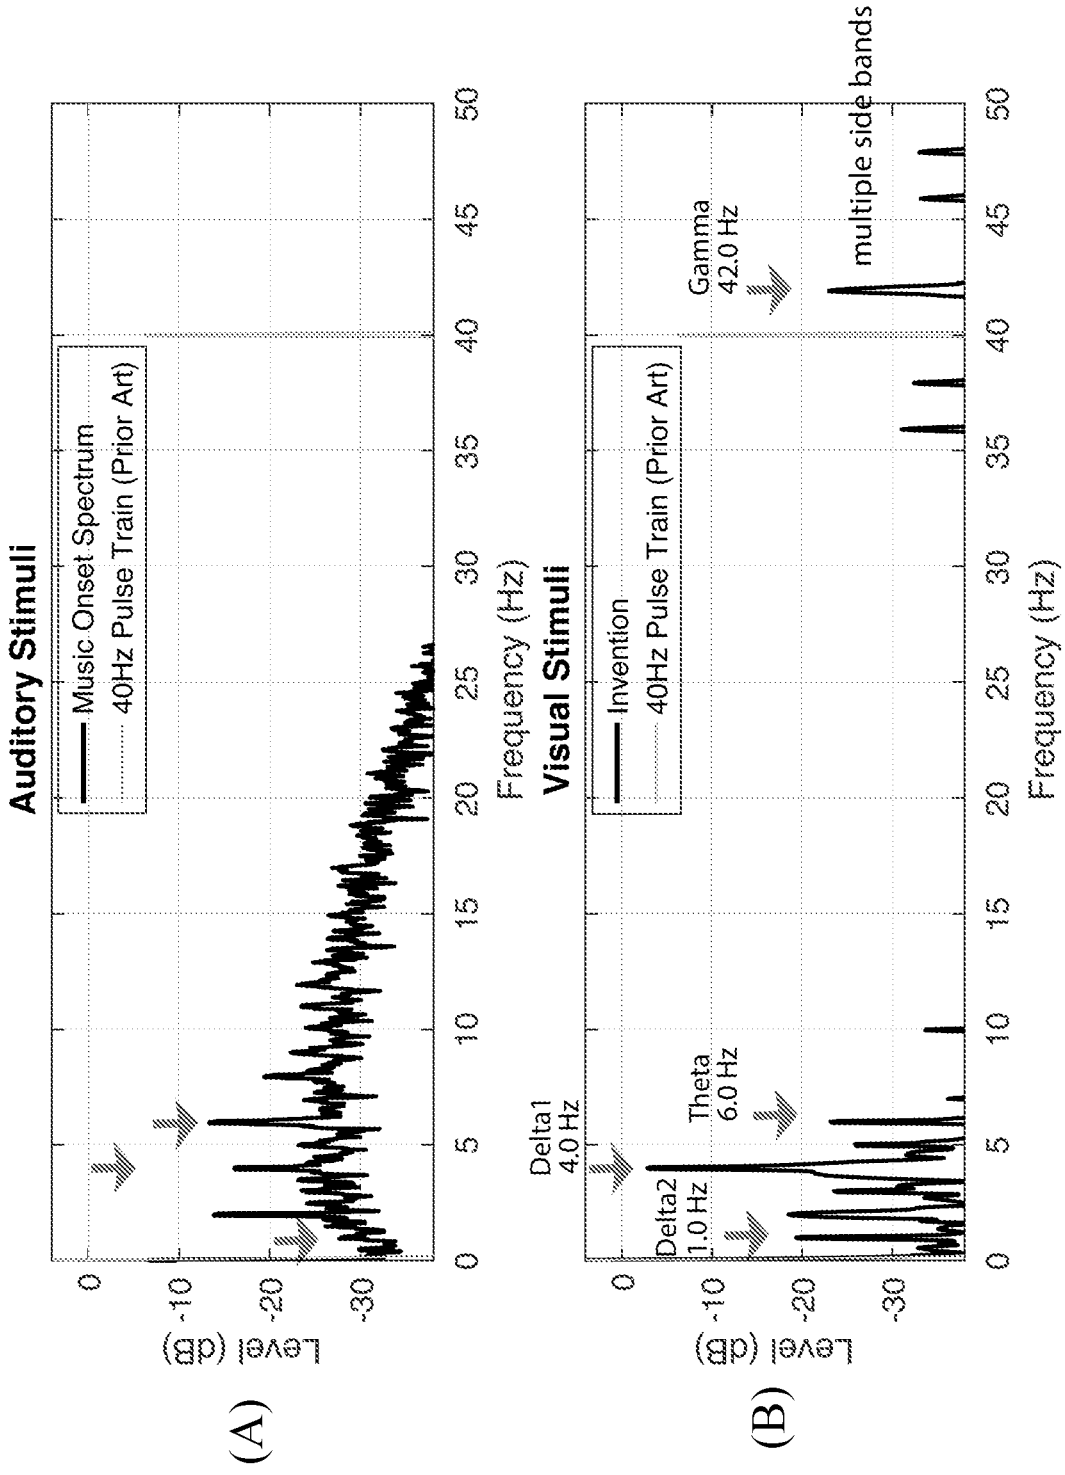 Auditory Stimuli
Music Onset Spectrum
40Hz Pulse Train (Prior Art)
0
-10
-20
-30
Level (dB)
(A)
0 5 10 15 20 25 30 35 40 45 50
Frequency (Hz)
Visual Stimuli
Invention
40Hz Pulse Train (Prior Art)
Delta1
4.0 Hz
Delta2
1.0 Hz
Theta
6.0 Hz
Gamma
42.0 Hz
multiple side bands
0
-10
-20
-30
Level (dB)
(B)
0 5 10 15 20 25 30 35 40 45 50
Frequency (Hz)